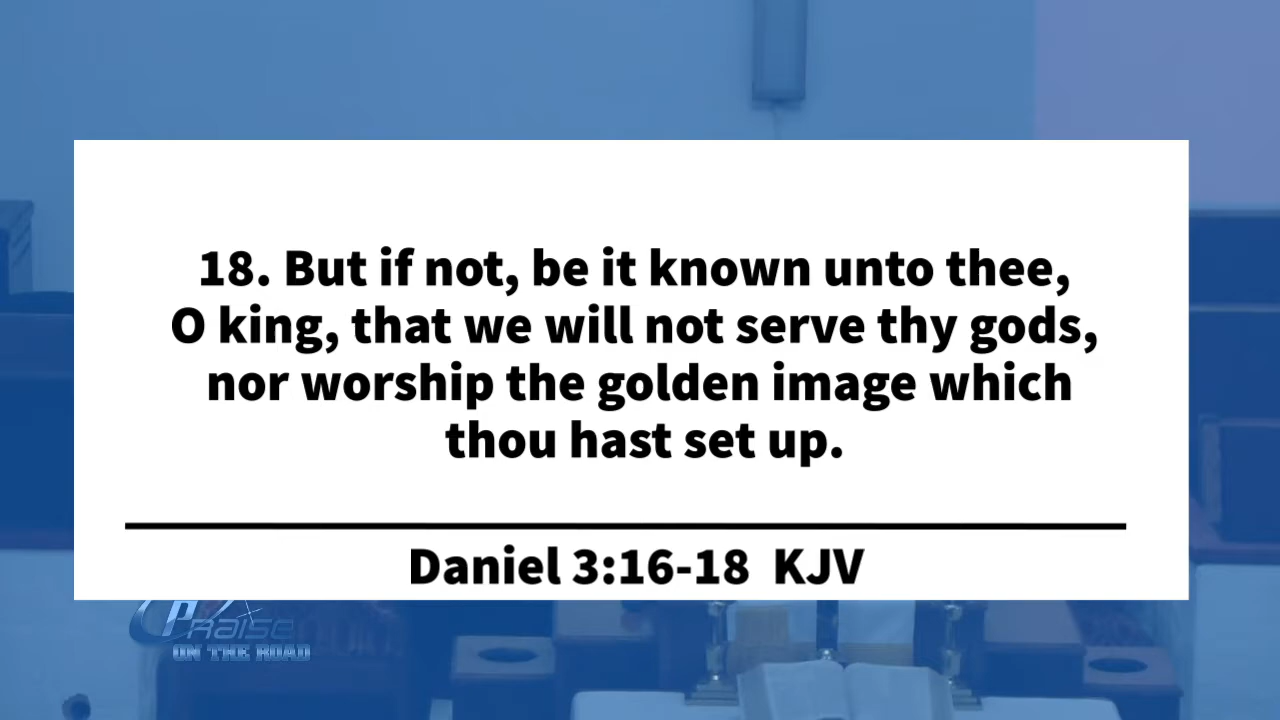 18. But if not, be it known unto thee,
O king, that we will not serve thy gods,
nor worship the golden image which
thou hast set up.
Daniel 3:16-18 KJV
PRAISE
ON THE ROAD